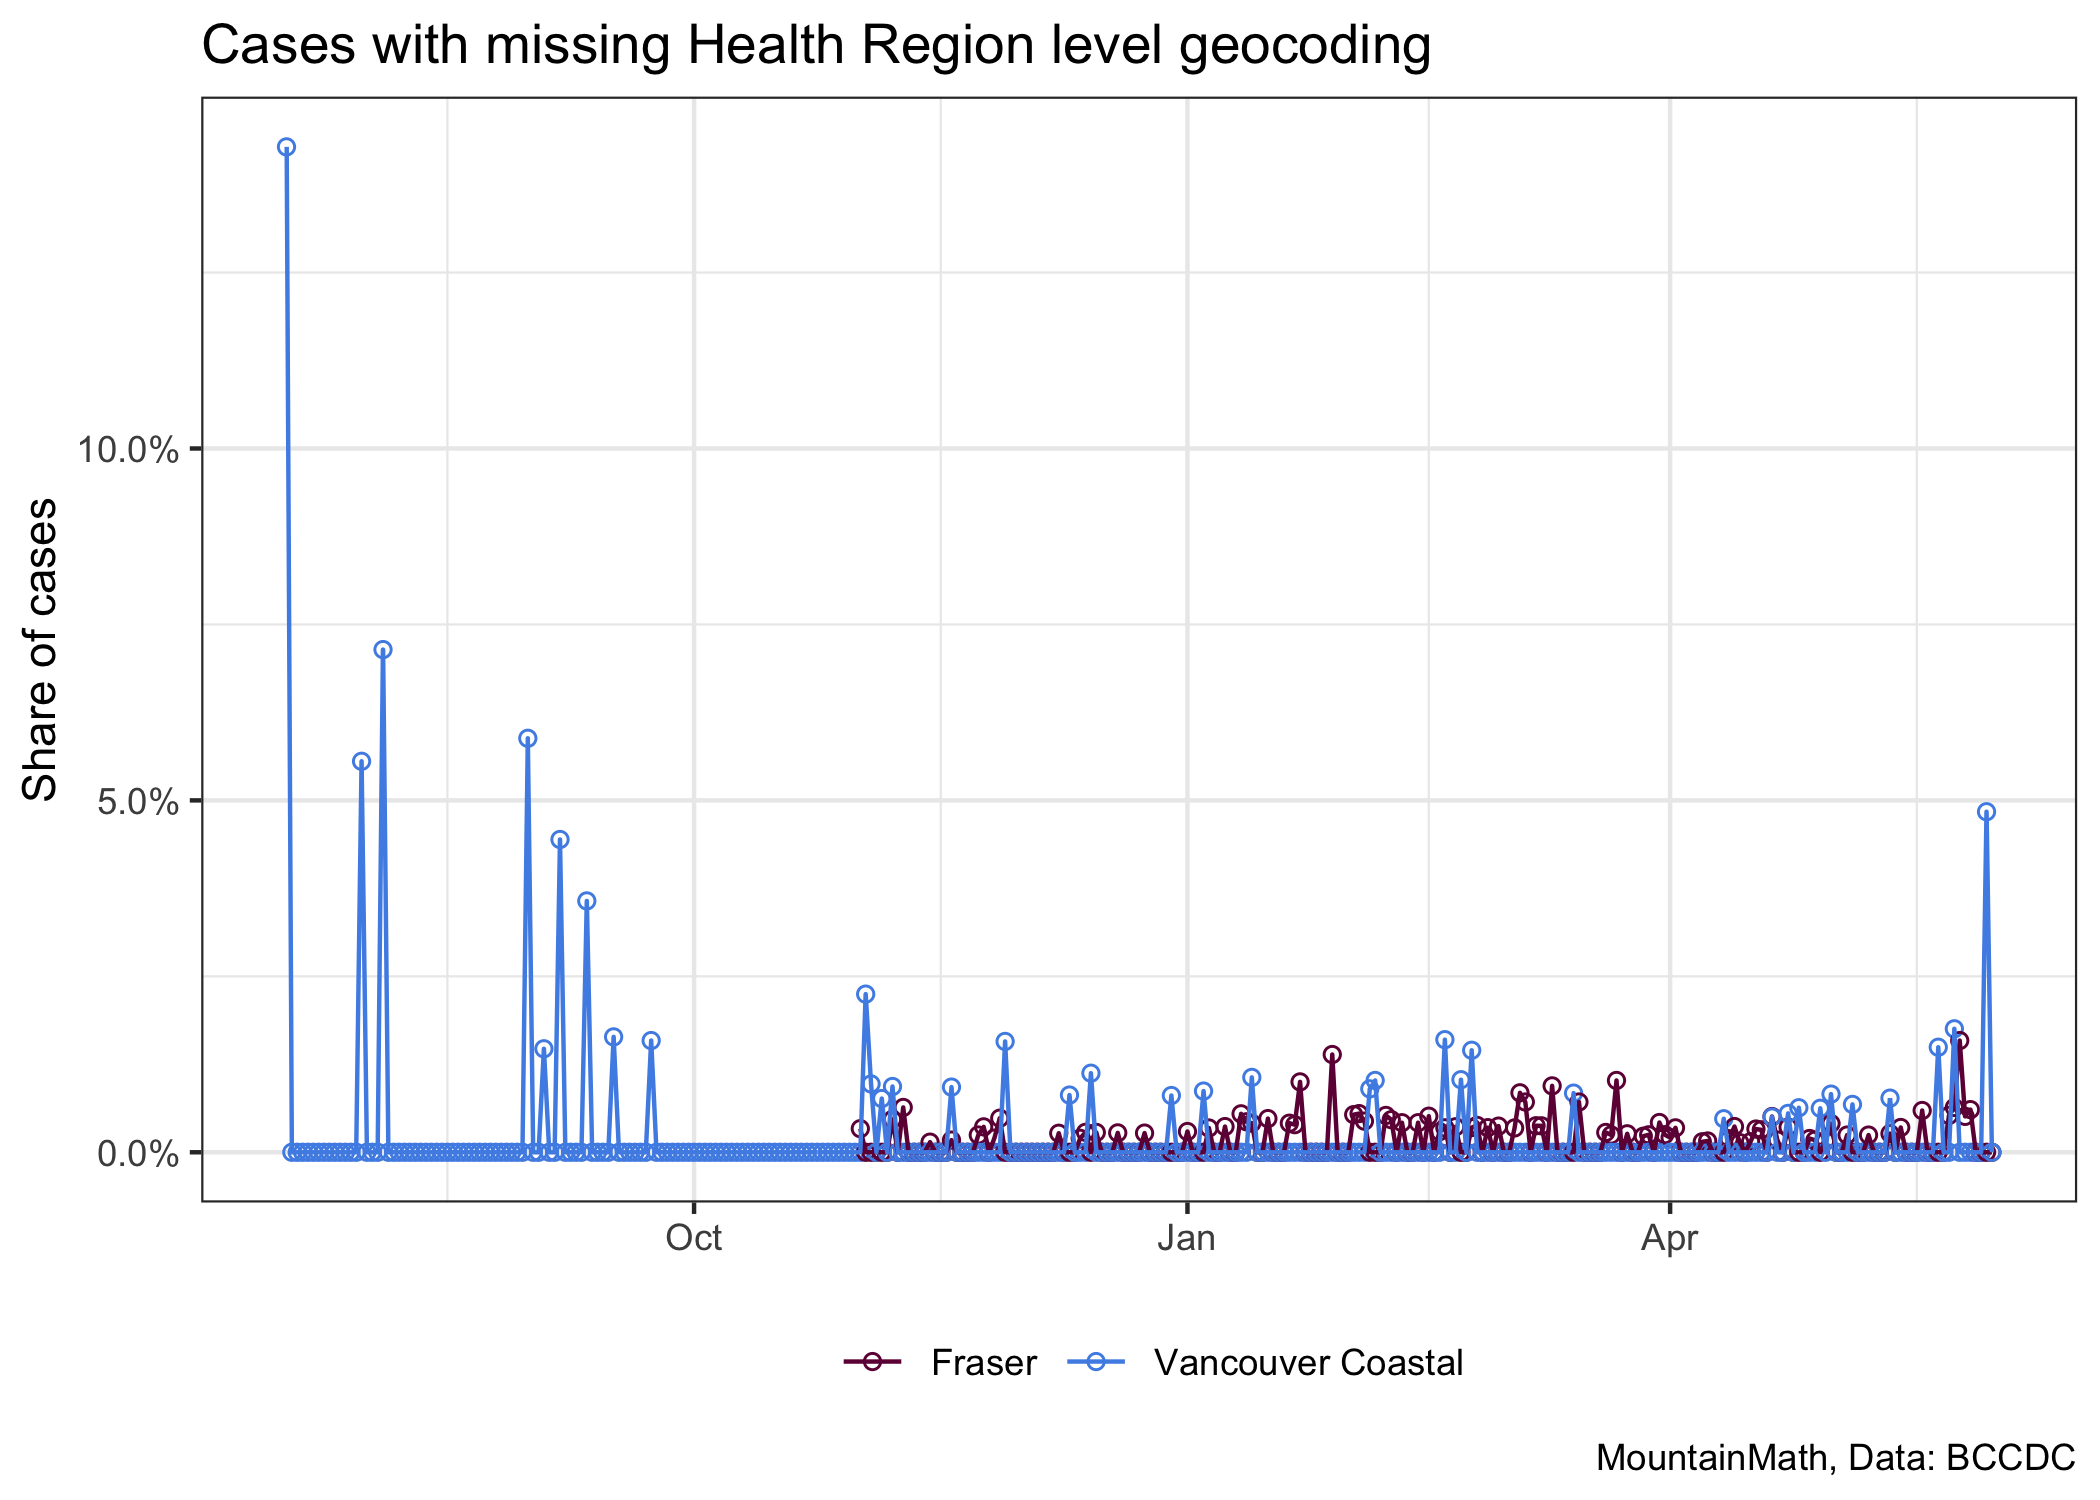 Cases with missing Health Region level geocoding
Share of cases
10.0%
5.0%
0.0%
Oct Jan Apr
Fraser Vancouver Coastal
MountainMath, Data: BCCDC